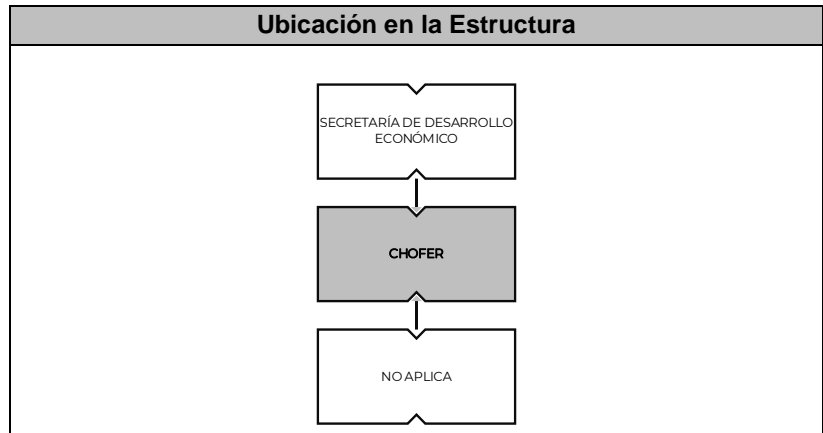 Ubicación en la Estructura
SECRETARÍA DE DESARROLLO
ECONÓMICO
CHOFER
NO APLICA